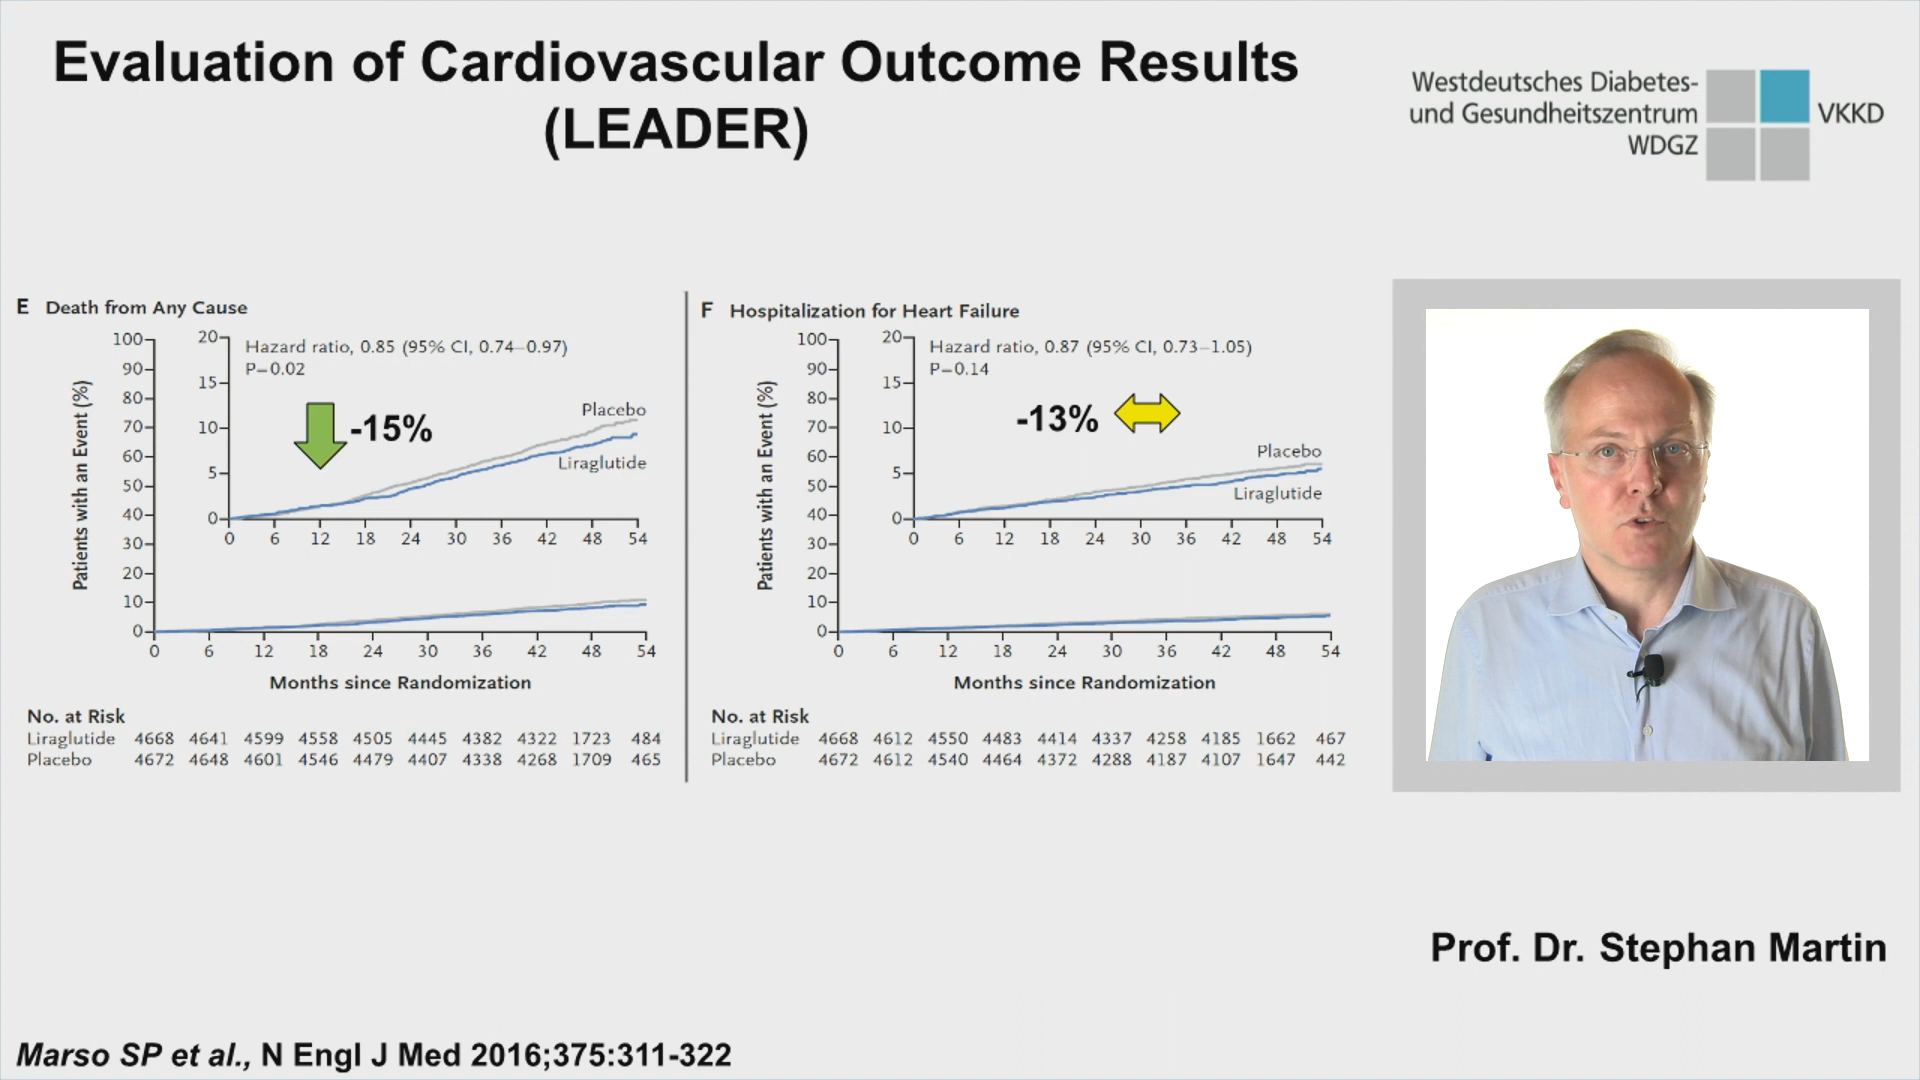 Evaluation of Cardiovascular Outcome Results
(LEADER)
Westdeutsches Diabetes-
und Gesundheitszentrum
WDGZ
VKKD
E Death from Any Cause
Patients with an Event (%)
100
90
80
70
60
50
40
30
20
10
0
20
15
10
5
0
Hazard ratio, 0.85 (95% CI, 0.74–0.97)
P=0.02
-15%
Placebo
Liraglutide
0 6 12 18 24 30 36 42 48 54
0 6 12 18 24 30 36 42 48 54
Months since Randomization
No. at Risk
Liraglutide 4668 4641 4599 4558 4505 4445 4382 4322 1723 484
Placebo 4672 4648 4601 4546 4479 4407 4338 4268 1709 465
F Hospitalization for Heart Failure
Patients with an Event (%)
100
90
80
70
60
50
40
30
20
10
0
20
15
10
5
0
Hazard ratio, 0.87 (95% CI, 0.73–1.05)
P=0.14
-13%
Placebo
Liraglutide
0 6 12 18 24 30 36 42 48 54
0 6 12 18 24 30 36 42 48 54
Months since Randomization
No. at Risk
Liraglutide 4668 4612 4550 4483 4414 4337 4258 4185 1662 467
Placebo 4672 4612 4540 4464 4372 4288 4187 4107 1647 442
Prof. Dr. Stephan Martin
Marso SP et al., N Engl J Med 2016;375:311-322